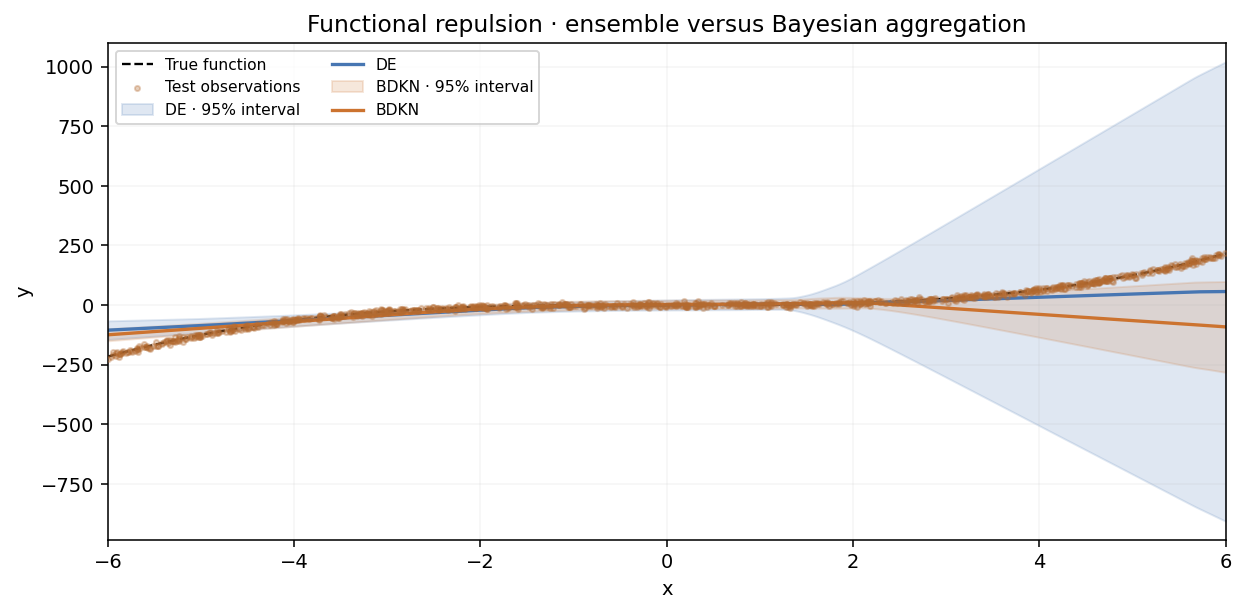 Functional repulsion · ensemble versus Bayesian aggregation
True function
Test observations
DE · 95% interval
DE
BDKN · 95% interval
BDKN
1000
750
500
250
0
−250
−500
−750
y
−6
−4
−2
0
2
4
6
x